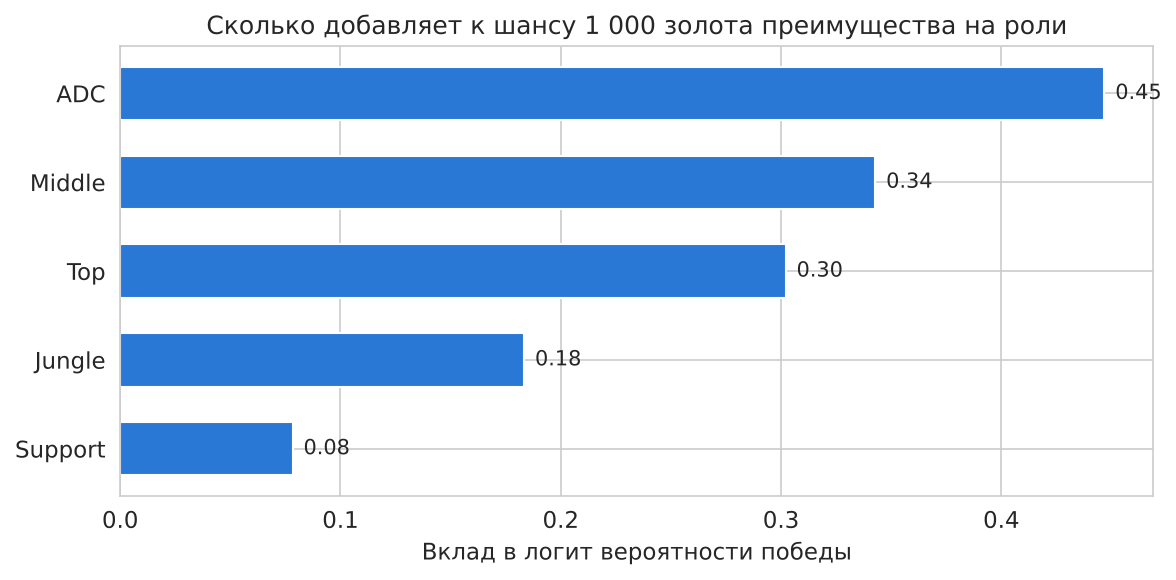 Сколько добавляет к шансу 1 000 золота преимущества на роли
ADC
0.45
Middle
0.34
Top
0.30
Jungle
0.18
Support
0.08
0.0 0.1 0.2 0.3 0.4
Вклад в логит вероятности победы